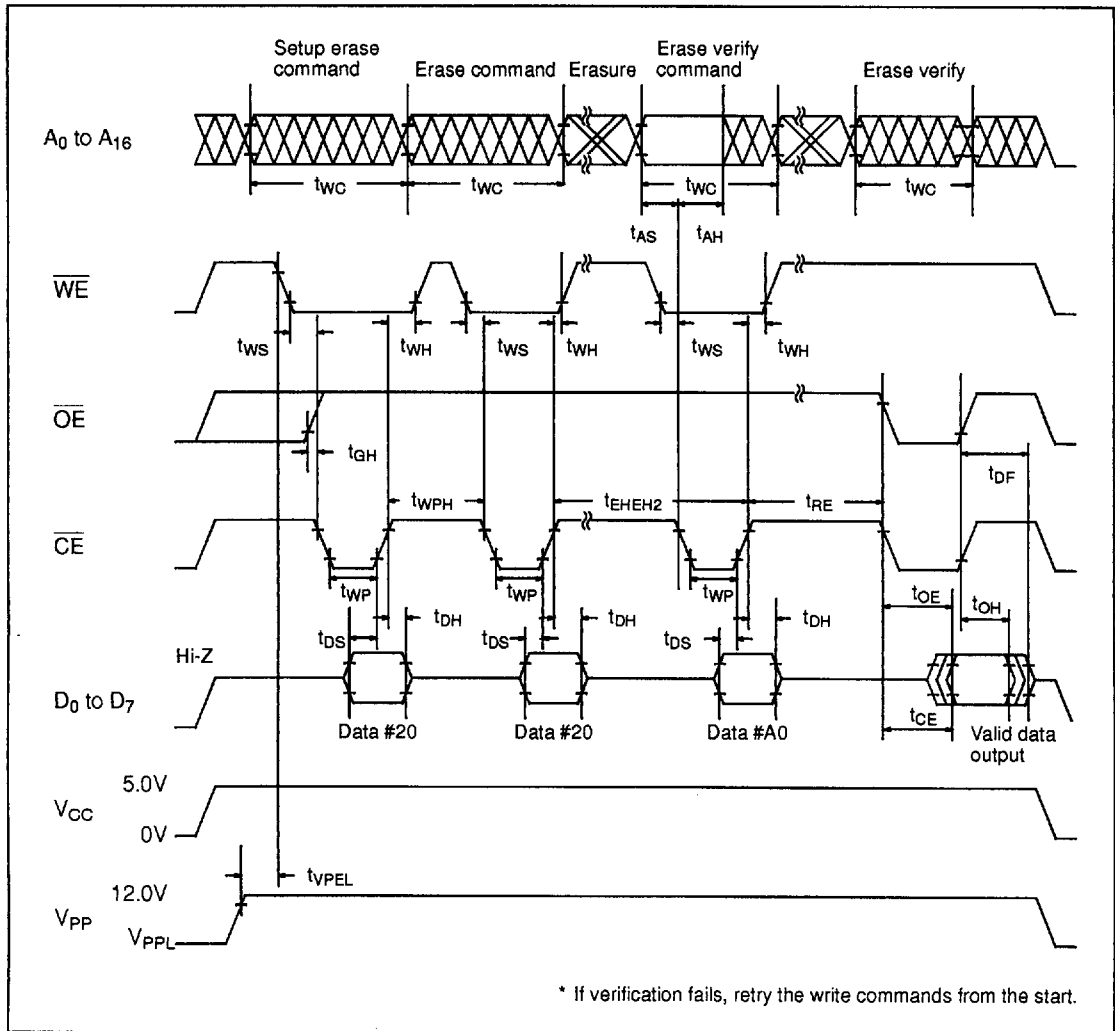 Setup erase command
Erase command
Erasure
Erase verify command
Erase verify
A0 to A16
tWC
tWC
tWC
tWC
tAS
tAH
WE
tWS
tWH
tWS
tWH
tWS
tWH
OE
tGH
tDF
tWPH
tEHEH2
tRE
CE
tWP
tWP
tWP
tOE
tOH
tDS
tDH
tDS
tDH
tDS
tDH
Hi-Z
D0 to D7
tCE
Data #20
Data #20
Data #A0
Valid data output
5.0V
VCC
0V
tVPEL
12.0V
VPP
VPPL
* If verification fails, retry the write commands from the start.